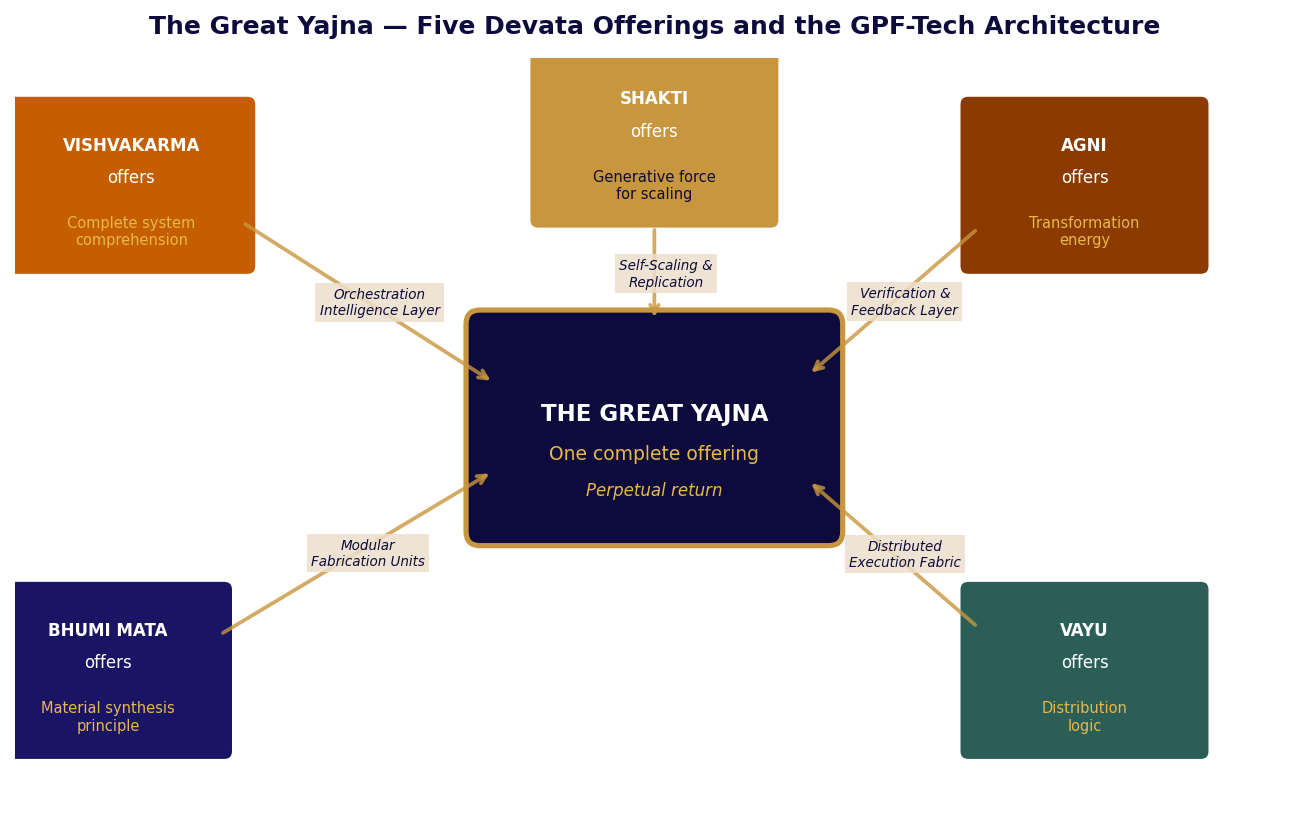 The Great Yajna — Five Devata Offerings and the GPF-Tech Architecture
SHAKTI
offers
Generative force
for scaling
VISHVAKARMA
offers
Complete system
comprehension
AGNI
offers
Transformation
energy
Self-Scaling &
Replication
Orchestration
Intelligence Layer
Verification &
Feedback Layer
THE GREAT YAJNA
One complete offering
Perpetual return
Modular
Fabrication Units
Distributed
Execution Fabric
BHUMI MATA
offers
Material synthesis
principle
VAYU
offers
Distribution
logic